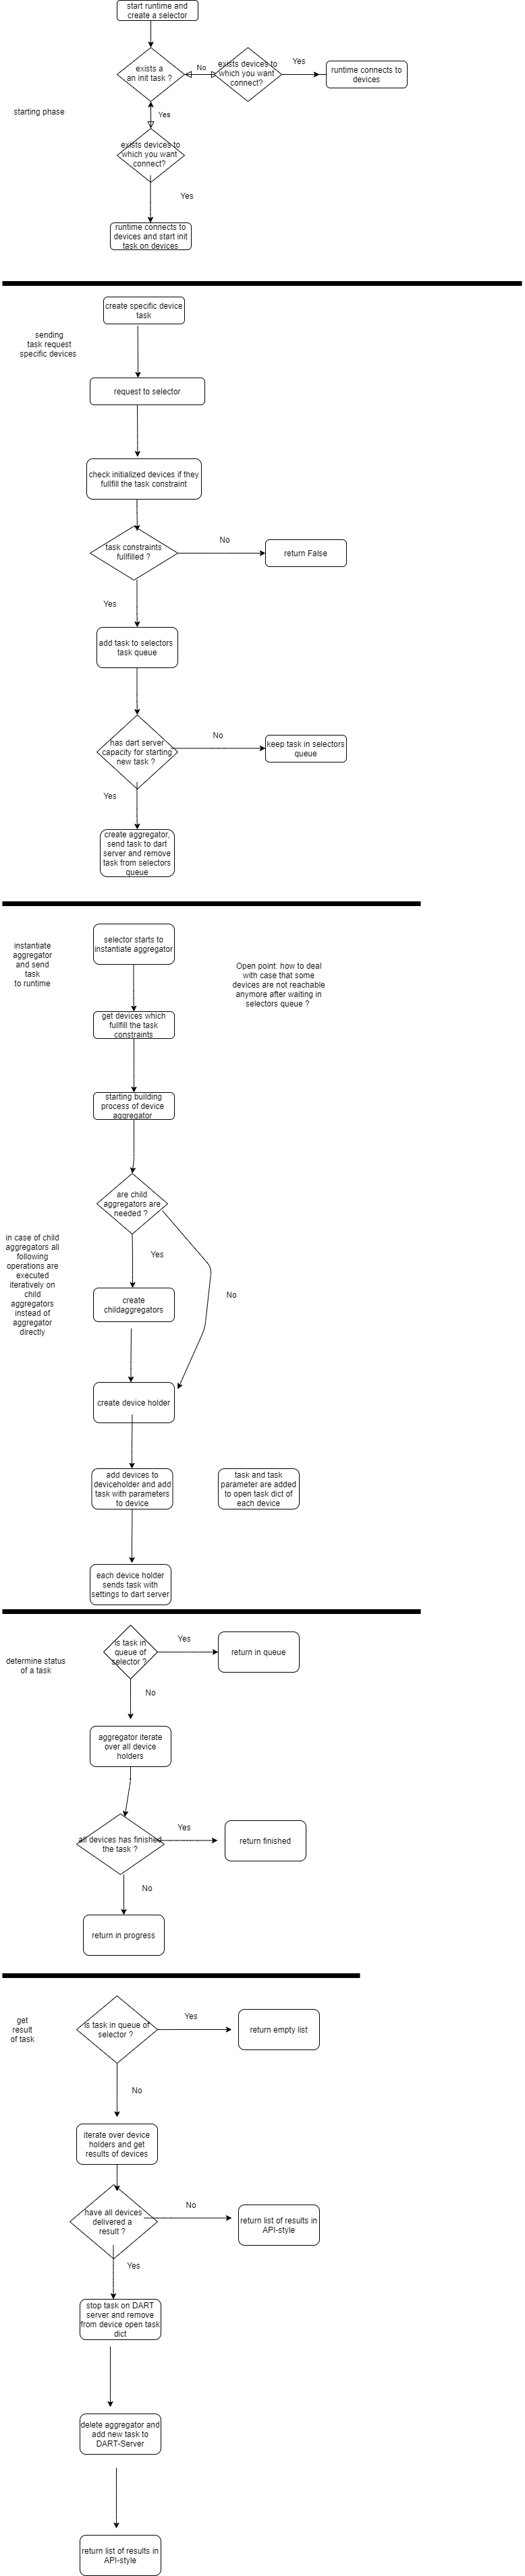 start runtime and
create a selector
exists a
an init task ?
No
exists devices to
which you want
connect?
Yes
runtime connects to
devices
starting phase
Yes
exists devices to
which you want
connect?
Yes
runtime connects to
devices and start init
task on devices
create specific device
task
sending
task request
specific devices
request to selector
check initialized devices if they
fullfill the task constraint
task constraints
fullfilled ?
No
return False
Yes
add task to selectors
task queue
has dart server
capacity for starting
new task ?
No
keep task in selectors
queue
Yes
create aggregator,
send task to dart
server and remove
task from selectors
queue
instantiate
aggregator
and send
task
to runtime
selector starts to
instantiate aggregator
Open point: how to deal
with case that some
devices are not reachable
anymore after waiting in
selectors queue ?
get devices which
fullfill the task
constraints
starting building
process of device
aggregator
are child
aggregators are
needed ?
in case of child
aggregators all
following
operations are
executed
iteratively on
child
aggregators
instead of
aggregator
directly
Yes
No
create
childaggregators
create device holder
add devices to
deviceholder and add
task with parameters
to device
task and task
parameter are added
to open task dict of
each device
each device holder
sends task with
settings to dart server
determine status
of a task
is task in
queue of
selector ?
Yes
return in queue
No
aggregator iterate
over all device
holders
all devices has finished
the task ?
Yes
return finished
No
return in progress
get
result
of task
is task in queue of
selector ?
Yes
return empty list
No
iterate over device
holders and get
results of devices
have all devices
delivered a
result ?
No
return list of results in
API-style
Yes
stop task on DART
server and remove
from device open task
dict
delete aggregator and
add new task to
DART-Server
return list of results in
API-style